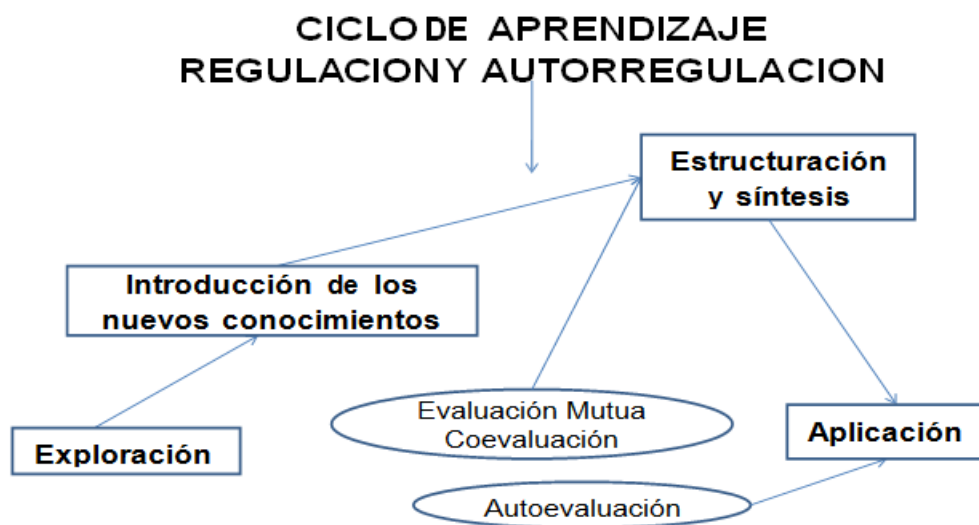 CICLO DE APRENDIZAJE
REGULACION Y AUTORREGULACION
Estructuración
y síntesis
Introducción de los
nuevos conocimientos
Evaluación Mutua
Coevaluación
Aplicación
Exploración
Autoevaluación